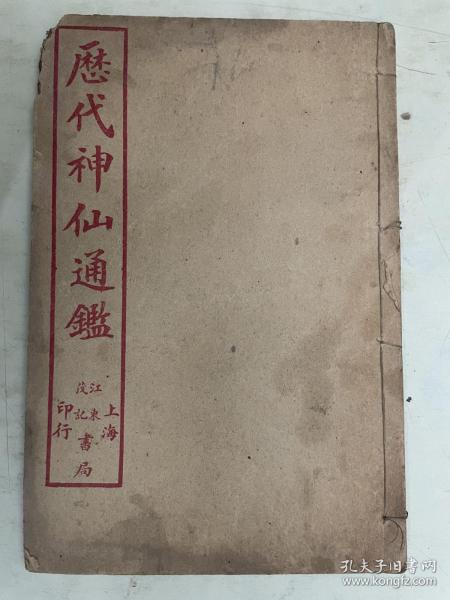 歷代神仙通鑑
上海
江東
茂記
書局
印行
孔夫子旧书网
www.kongfz.com